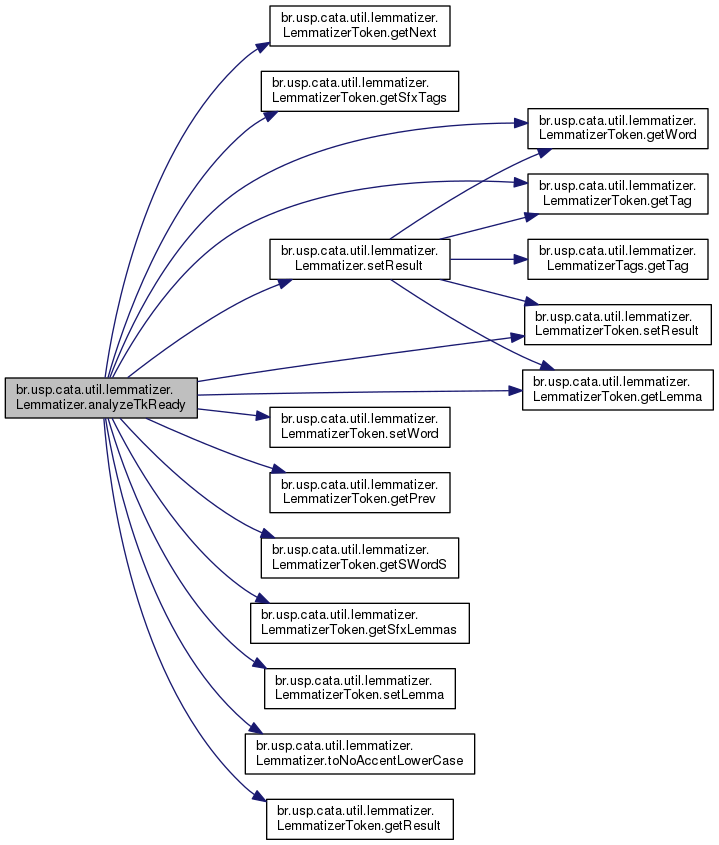 br.usp.cata.util.lemmatizer.
LemmatizerToken.getNext
br.usp.cata.util.lemmatizer.
LemmatizerToken.getSfxTags
br.usp.cata.util.lemmatizer.
LemmatizerToken.getWord
br.usp.cata.util.lemmatizer.
LemmatizerToken.getTag
br.usp.cata.util.lemmatizer.
Lemmatizer.setResult
br.usp.cata.util.lemmatizer.
LemmatizerTags.getTag
br.usp.cata.util.lemmatizer.
LemmatizerToken.setResult
br.usp.cata.util.lemmatizer.
Lemmatizer.analyzeTkReady
br.usp.cata.util.lemmatizer.
LemmatizerToken.getLemma
br.usp.cata.util.lemmatizer.
LemmatizerToken.setWord
br.usp.cata.util.lemmatizer.
LemmatizerToken.getPrev
br.usp.cata.util.lemmatizer.
LemmatizerToken.getSWordS
br.usp.cata.util.lemmatizer.
LemmatizerToken.getSfxLemmas
br.usp.cata.util.lemmatizer.
LemmatizerToken.setLemma
br.usp.cata.util.lemmatizer.
Lemmatizer.toNoAccentLowerCase
br.usp.cata.util.lemmatizer.
LemmatizerToken.getResult